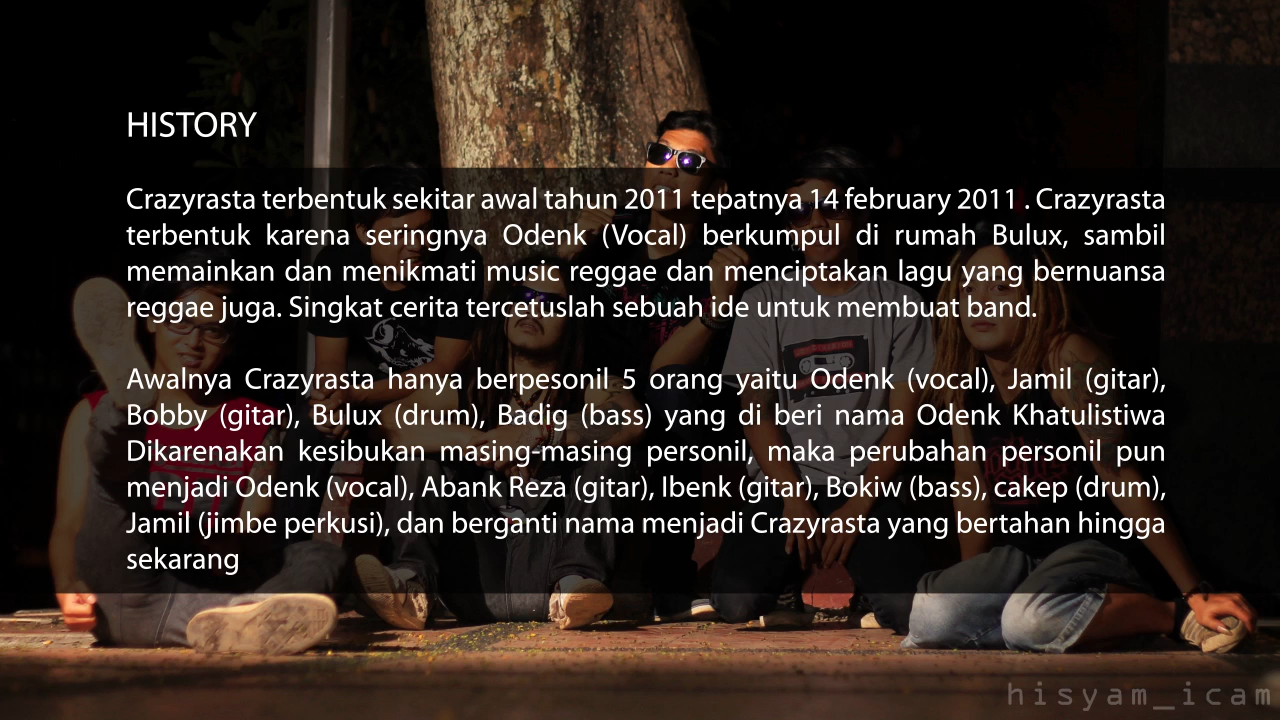 HISTORY
Crazyrasta terbentuk sekitar awal tahun 2011 tepatnya 14 february 2011 . Crazyrasta
terbentuk karena seringnya Odenk (Vocal) berkumpul di rumah Bulux, sambil
memainkan dan menikmati music reggae dan menciptakan lagu yang bernuansa
reggae juga. Singkat cerita tercetuslah sebuah ide untuk membuat band.
Awalnya Crazyrasta hanya berpesonil 5 orang yaitu Odenk (vocal), Jamil (gitar),
Bobby (gitar), Bulux (drum), Badig (bass) yang di beri nama Odenk Khatulistiwa
Dikarenakan kesibukan masing-masing personil, maka perubahan personil pun
menjadi Odenk (vocal), Abank Reza (gitar), Ibenk (gitar), Bokiw (bass), cakep (drum),
Jamil (jimbe perkusi), dan berganti nama menjadi Crazyrasta yang bertahan hingga
sekarang
hisyam_icam